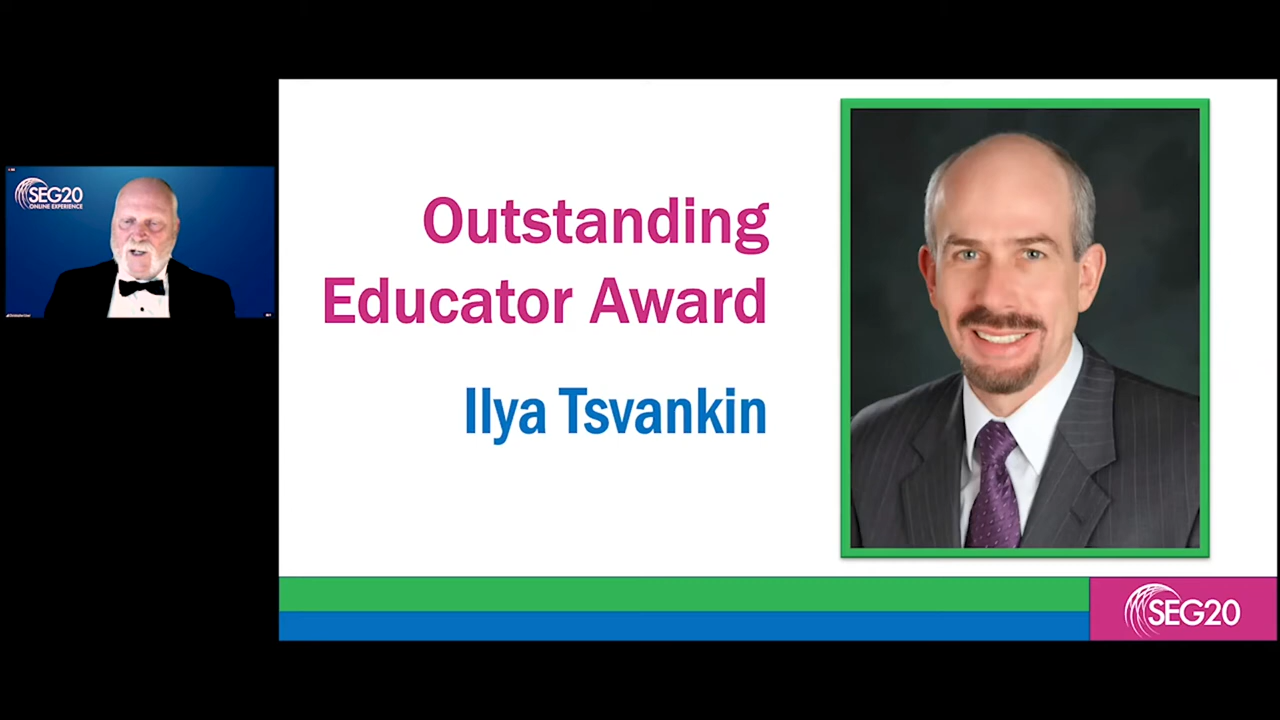 SEG20
ONLINE EXPERIENCE
Outstanding
Educator Award
Ilya Tsvankin
SEG20